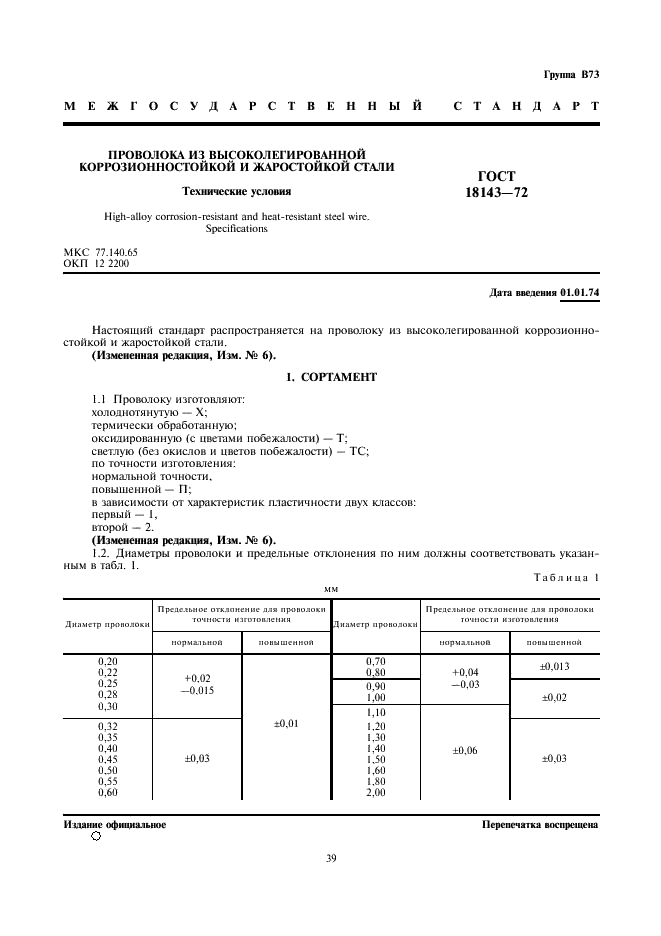 Группа В73
МЕЖГОСУДАРСТВЕННЫЙ СТАНДАРТ
ПРОВОЛОКА ИЗ ВЫСОКОЛЕГИРОВАННОЙ
КОРРОЗИОННОСТОЙКОЙ И ЖАРОСТОЙКОЙ СТАЛИ
Технические условия
High-alloy corrosion-resistant and heat-resistant steel wire.
Specifications
ГОСТ
18143—72
МКС 77.140.65
ОКП 12 2200
Дата введения 01.01.74
Настоящий стандарт распространяется на проволоку из высоколегированной коррозионно-
стойкой и жаростойкой стали.
(Измененная редакция, Изм. № 6).
1. СОРТАМЕНТ
1.1 Проволоку изготовляют:
холоднотянутую — Х;
термически обработанную;
оксидированную (с цветами побежалости) — Т;
светлую (без окислов и цветов побежалости) — ТС;
по точности изготовления:
нормальной точности,
повышенной — П;
в зависимости от характеристик пластичности двух классов:
первый — 1,
второй — 2.
(Измененная редакция, Изм. № 6).
1.2. Диаметры проволоки и предельные отклонения по ним должны соответствовать указан-
ным в табл. 1.
Таблица 1
мм
Диаметр проволоки
Предельное отклонение для проволоки
точности изготовления
нормальной
повышенной
Диаметр проволоки
Предельное отклонение для проволоки
точности изготовления
нормальной
повышенной
0,20
0,22
0,25
0,28
0,30
+0,02
—0,015
0,32
0,35
0,40
0,45
0,50
0,55
0,60
±0,03
±0,01
0,70
0,80
0,90
1,00
1,10
1,20
1,30
1,40
1,50
1,60
1,80
2,00
+0,04
—0,03
±0,06
±0,013
±0,02
±0,03
Издание официальное
Перепечатка воспрещена
39